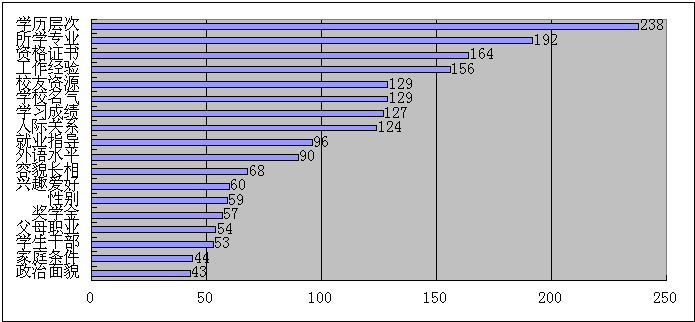 学历层次 238
所学专业 192
资格证书 164
工作经验 156
校友资源 129
学校名气 129
学习成绩 127
人际关系 124
就业指导 96
外语水平 90
容貌长相 68
兴趣爱好 60
性别 59
奖学金 57
父母职业 54
学生干部 53
家庭条件 44
政治面貌 43
0 50 100 150 200 250